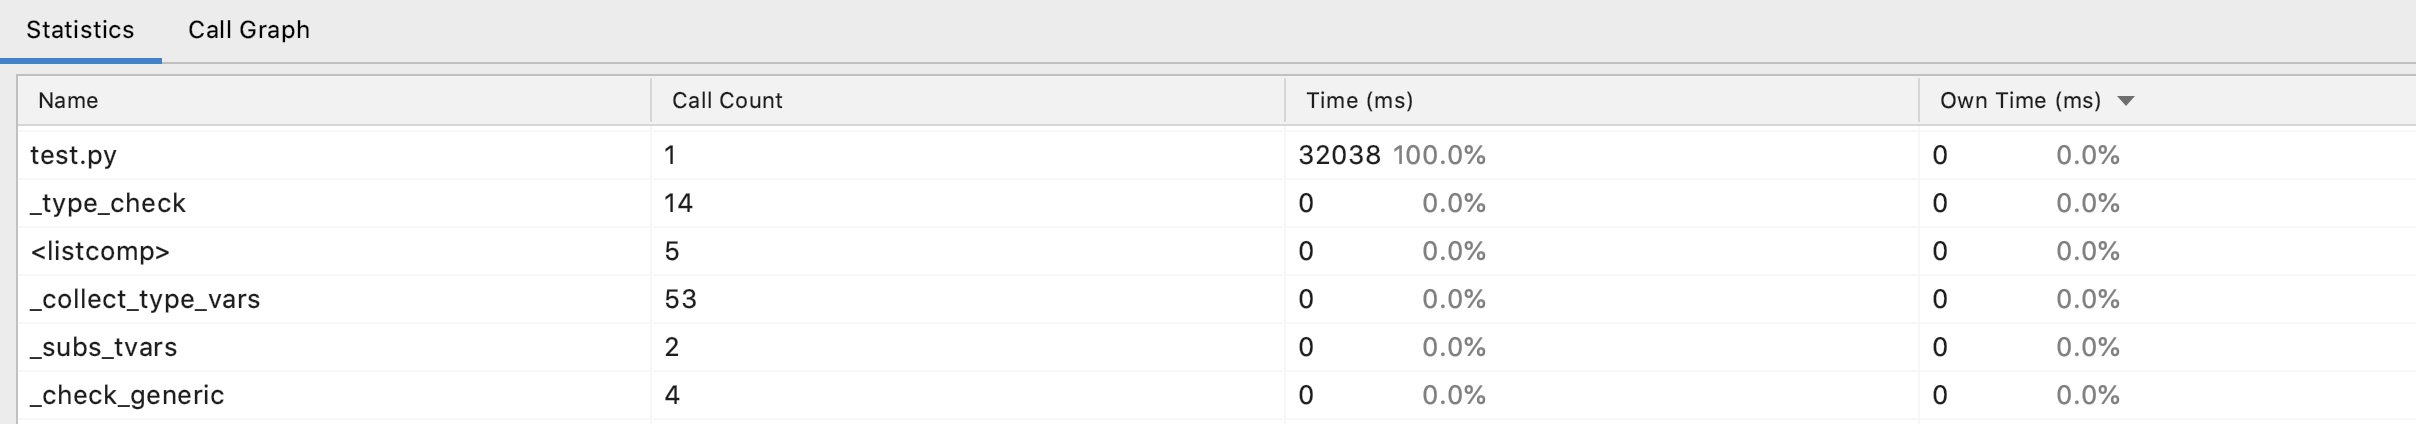 Statistics Call Graph
Name Call Count Time (ms) Own Time (ms)
test.py 1 32038 100.0% 0 0.0%
_type_check 14 0 0.0% 0 0.0%
<listcomp> 5 0 0.0% 0 0.0%
_collect_type_vars 53 0 0.0% 0 0.0%
_subs_tvars 2 0 0.0% 0 0.0%
_check_generic 4 0 0.0% 0 0.0%